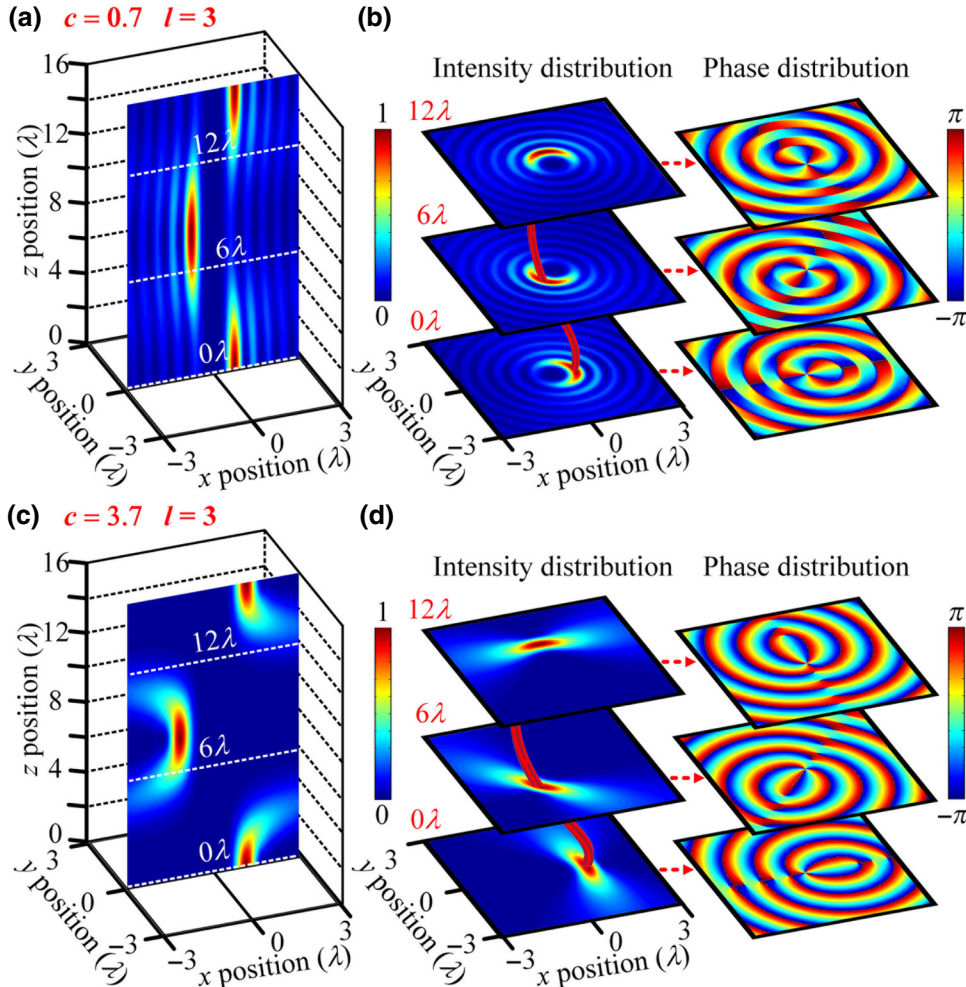 (a) c = 0.7 l = 3
16
12
8
4
0
z position (λ)
12λ
6λ
0λ
3
0
−3
y position (λ)
−3
0
3
x position (λ)
(b)
Intensity distribution
Phase distribution
12λ
6λ
0λ
1
0
π
−π
3
0
−3
y position (λ)
−3
0
3
x position (λ)
(c) c = 3.7 l = 3
16
12
8
4
0
z position (λ)
12λ
6λ
0λ
3
0
−3
y position (λ)
−3
0
3
x position (λ)
(d)
Intensity distribution
Phase distribution
12λ
6λ
0λ
1
0
π
−π
3
0
−3
y position (λ)
−3
0
3
x position (λ)